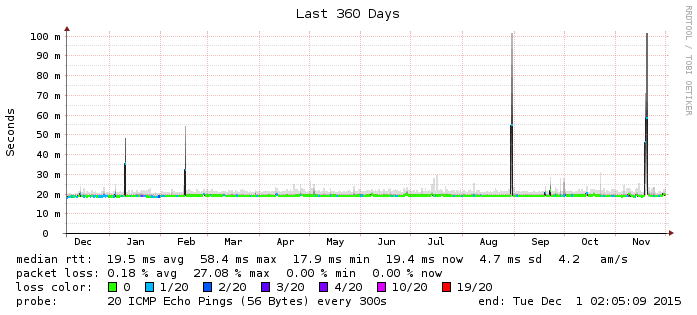 Last 360 Days
RRDTOOL / TOBI OETIKER
Seconds
100 m
90 m
80 m
70 m
60 m
50 m
40 m
30 m
20 m
10 m
0
Dec Jan Feb Mar Apr May Jun Jul Aug Sep Oct Nov
median rtt: 19.5 ms avg 58.4 ms max 17.9 ms min 19.4 ms now 4.7 ms sd 4.2 am/s
packet loss: 0.18 % avg 27.08 % max 0.00 % min 0.00 % now
loss color: 0 1/20 2/20 3/20 4/20 10/20 19/20
probe: 20 ICMP Echo Pings (56 Bytes) every 300s end: Tue Dec 1 02:05:09 2015